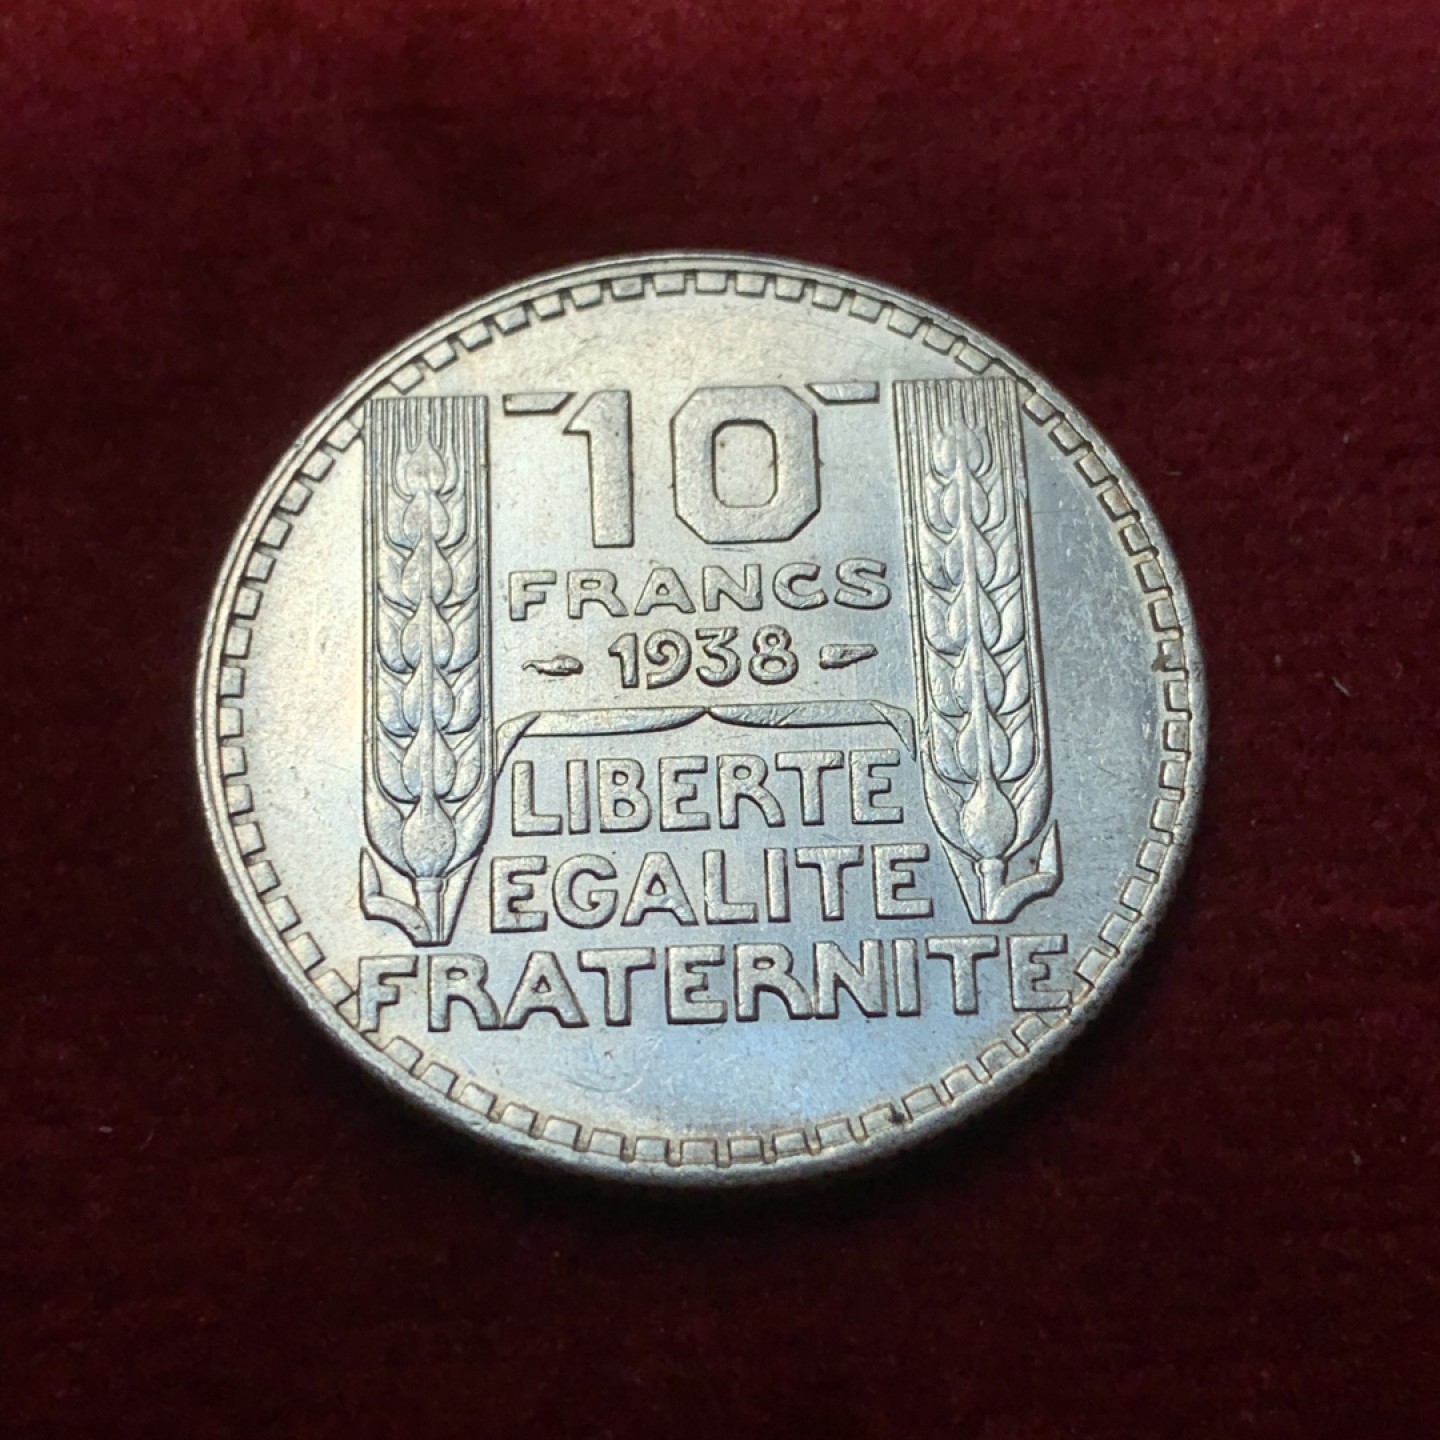 10
FRANCS
- 1938 -
LIBERTE
EGALITE
FRATERNITE